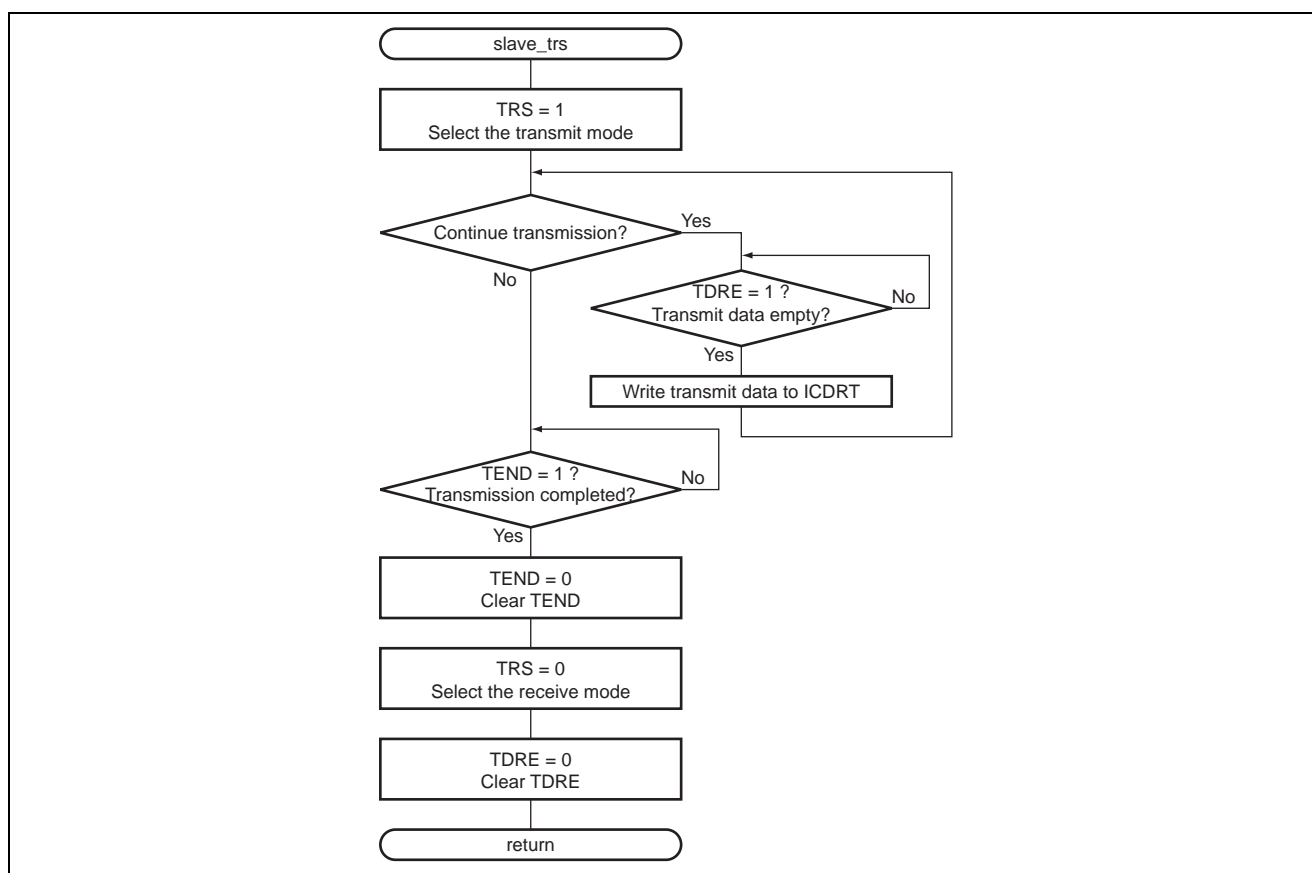 slave_trs
TRS = 1
Select the transmit mode
Continue transmission?
Yes
No
TDRE = 1 ?
Transmit data empty?
No
Yes
Write transmit data to ICDRT
TEND = 1 ?
Transmission completed?
No
Yes
TEND = 0
Clear TEND
TRS = 0
Select the receive mode
TDRE = 0
Clear TDRE
return